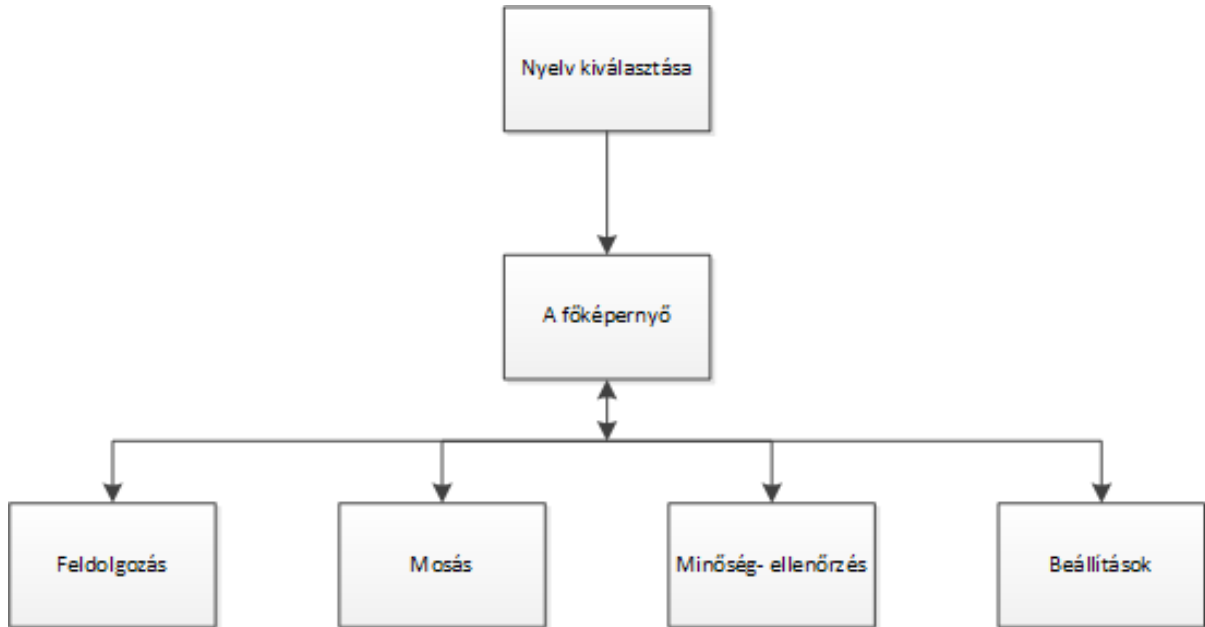 Nyelv kiválasztása
A főképernyő
Feldolgozás
Mosás
Minőség- ellenőrzés
Beállítások